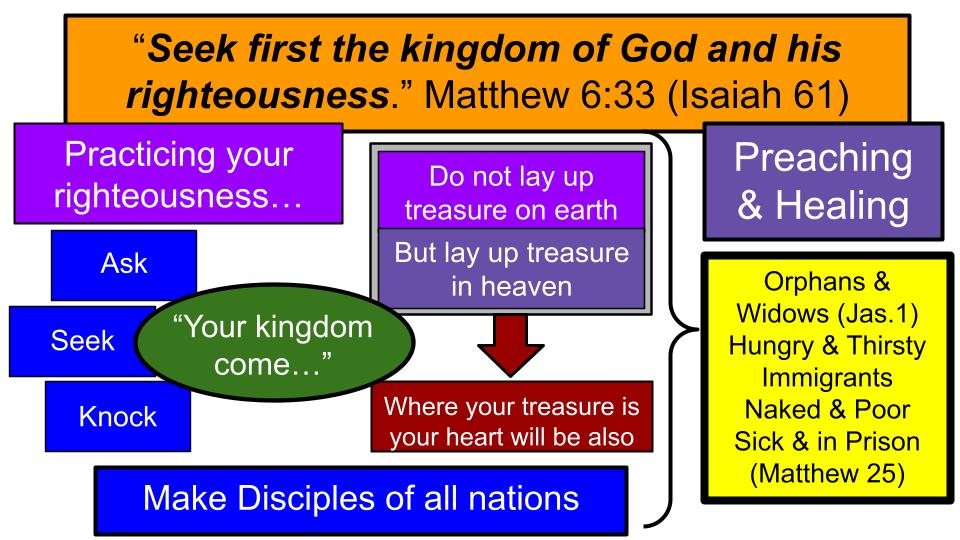 “Seek first the kingdom of God and his
righteousness.” Matthew 6:33 (Isaiah 61)
Practicing your
righteousness…
Ask
Seek
Knock
“Your kingdom
come…”
Do not lay up
treasure on earth
But lay up treasure
in heaven
Where your treasure is
your heart will be also
Make Disciples of all nations
Preaching
& Healing
Orphans &
Widows (Jas.1)
Hungry & Thirsty
Immigrants
Naked & Poor
Sick & in Prison
(Matthew 25)